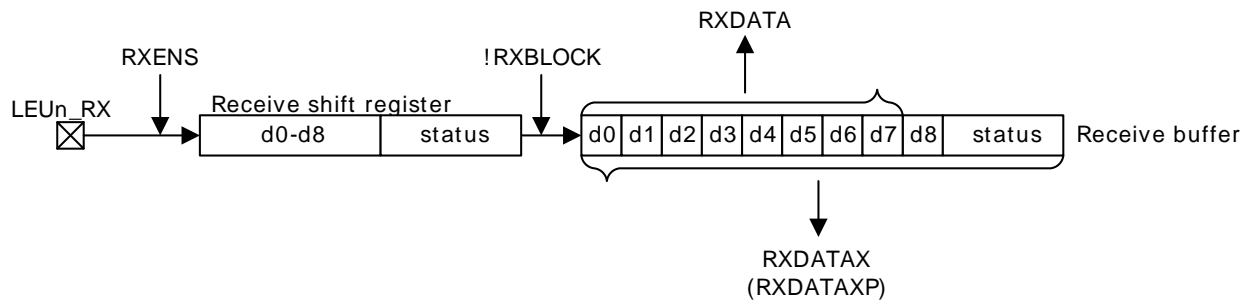 RXDATA
RXENS
!RXBLOCK
LEUn_RX
Receive shift register
d0-d8 status
d0 d1 d2 d3 d4 d5 d6 d7 d8 status
Receive buffer
RXDATAX
(RXDATAXP)